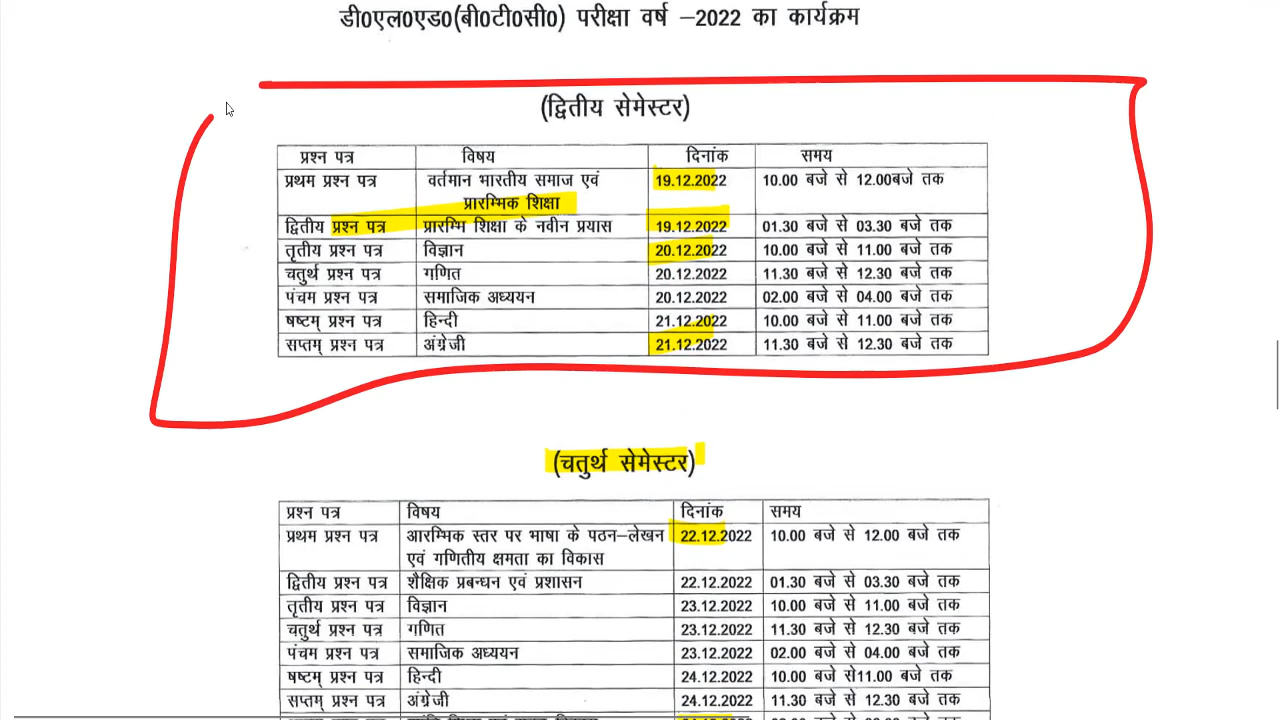 डी0एल0एड0(बी0टी0सी0) परीक्षा वर्ष –2022 का कार्यक्रम
(द्वितीय सेमेस्टर)
प्रश्न पत्र विषय दिनांक समय
प्रथम प्रश्न पत्र वर्तमान भारतीय समाज एवं प्रारम्भिक शिक्षा 19.12.2022 10.00 बजे से 12.00बजे तक
द्वितीय प्रश्न पत्र प्रारम्भि शिक्षा के नवीन प्रयास 19.12.2022 01.30 बजे से 03.30 बजे तक
तृतीय प्रश्न पत्र विज्ञान 20.12.2022 10.00 बजे से 11.00 बजे तक
चतुर्थ प्रश्न पत्र गणित 20.12.2022 11.30 बजे से 12.30 बजे तक
पंचम प्रश्न पत्र समाजिक अध्ययन 20.12.2022 02.00 बजे से 04.00 बजे तक
षष्टम् प्रश्न पत्र हिन्दी 21.12.2022 10.00 बजे से 11.00 बजे तक
सप्तम् प्रश्न पत्र अंग्रेजी 21.12.2022 11.30 बजे से 12.30 बजे तक
(चतुर्थ सेमेस्टर)
प्रश्न पत्र विषय दिनांक समय
प्रथम प्रश्न पत्र आरम्भिक स्तर पर भाषा के पठन–लेखन एवं गणितीय क्षमता का विकास 22.12.2022 10.00 बजे से 12.00 बजे तक
द्वितीय प्रश्न पत्र शैक्षिक प्रबन्धन एवं प्रशासन 22.12.2022 01.30 बजे से 03.30 बजे तक
तृतीय प्रश्न पत्र विज्ञान 23.12.2022 10.00 बजे से 11.00 बजे तक
चतुर्थ प्रश्न पत्र गणित 23.12.2022 11.30 बजे से 12.30 बजे तक
पंचम प्रश्न पत्र समाजिक अध्ययन 23.12.2022 02.00 बजे से 04.00 बजे तक
षष्टम् प्रश्न पत्र हिन्दी 24.12.2022 10.00 बजे से11.00 बजे तक
सप्तम् प्रश्न पत्र अंग्रेजी 24.12.2022 11.30 बजे से 12.30 बजे तक